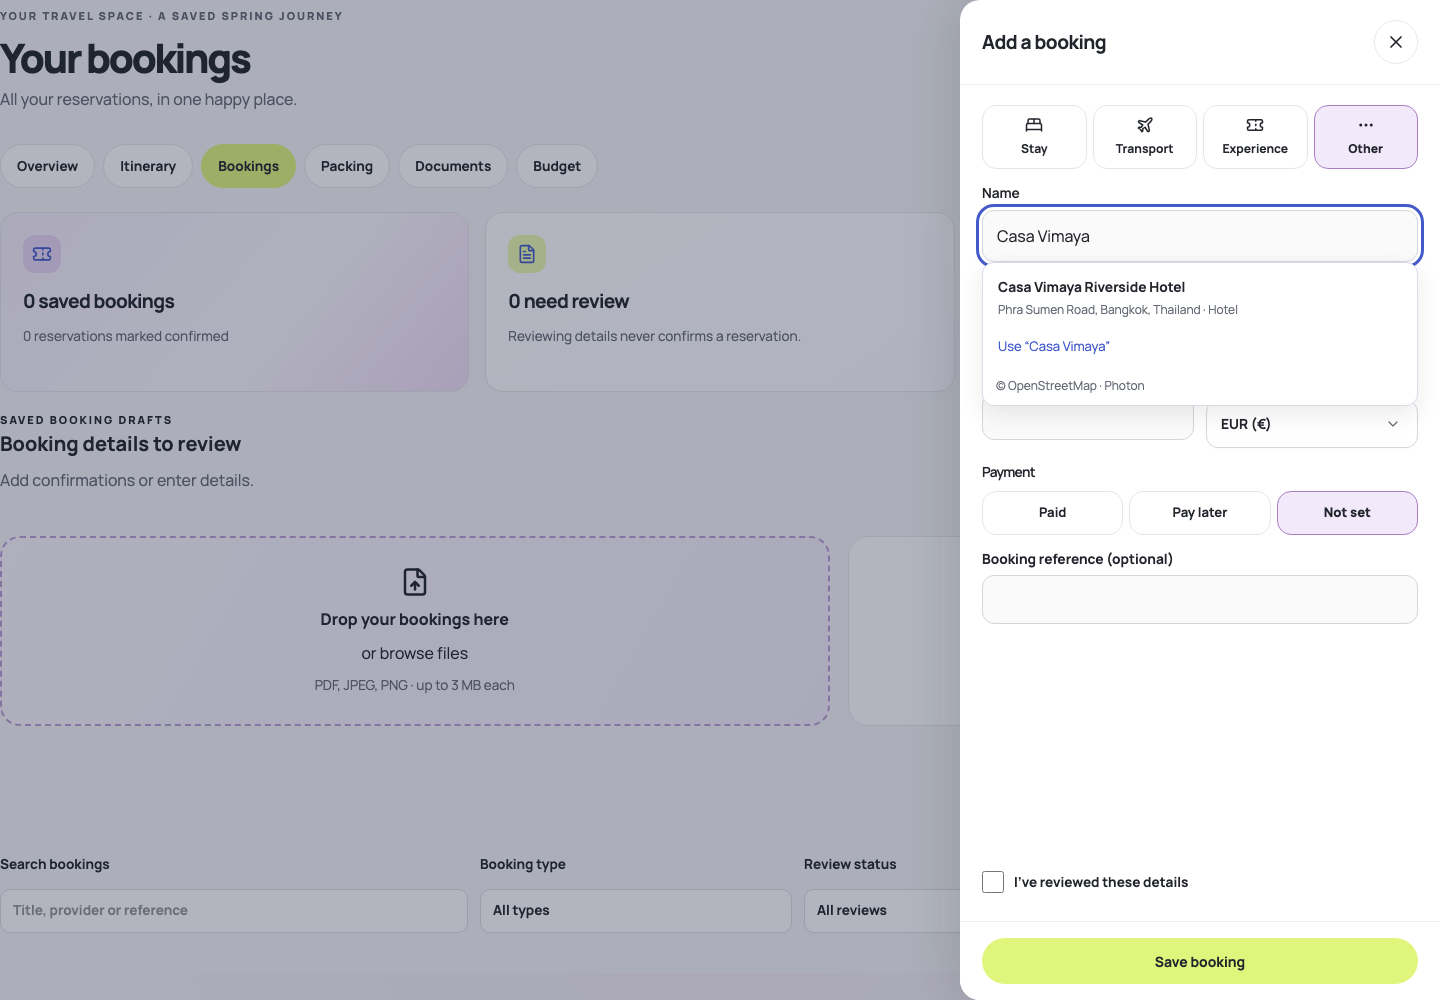 YOUR TRAVEL SPACE · A SAVED SPRING JOURNEY
Your bookings
All your reservations, in one happy place.
Overview
Itinerary
Bookings
Packing
Documents
Budget
0 saved bookings
0 reservations marked confirmed
0 need review
Reviewing details never confirms a reservation.
SAVED BOOKING DRAFTS
Booking details to review
Add confirmations or enter details.
Drop your bookings here
or browse files
PDF, JPEG, PNG · up to 3 MB each
Search bookings
Title, provider or reference
Booking type
All types
Review status
All reviews
Add a booking
Stay
Transport
Experience
Other
Name
Casa Vimaya
Casa Vimaya Riverside Hotel
Phra Sumen Road, Bangkok, Thailand · Hotel
Use “Casa Vimaya”
© OpenStreetMap · Photon
EUR (€)
Payment
Paid
Pay later
Not set
Booking reference (optional)
I've reviewed these details
Save booking